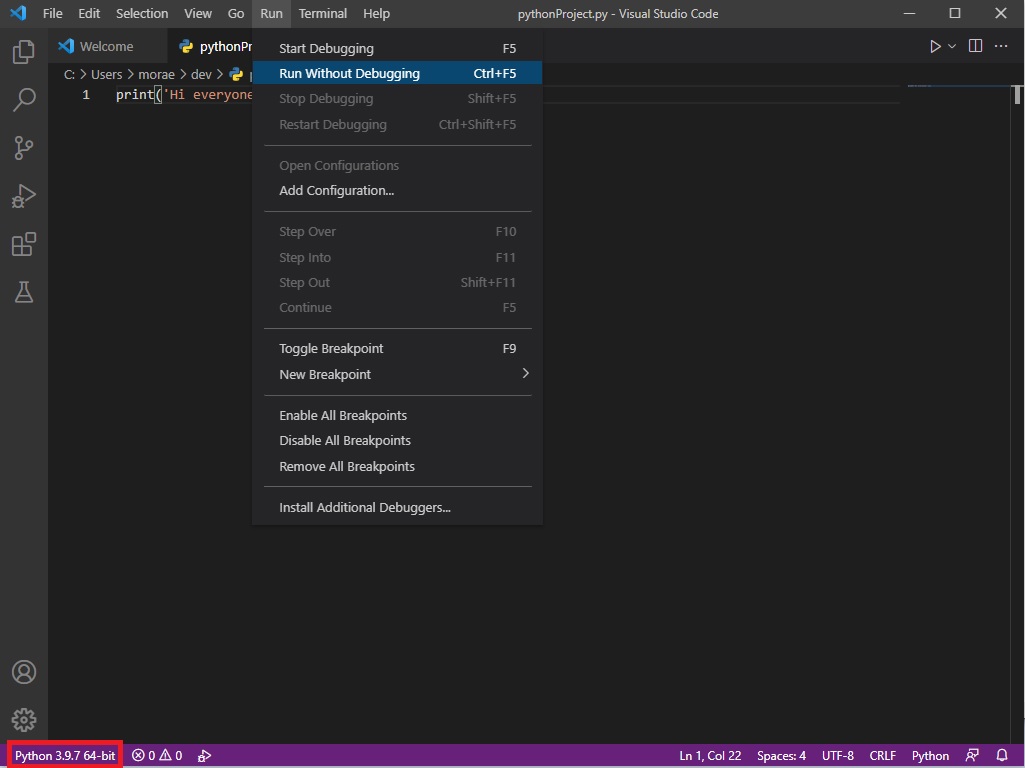 File Edit Selection View Go Run Terminal Help pythonProject.py - Visual Studio Code
Welcome pythonPr
C: > Users > morae > dev >
1 print('Hi everyone
Start Debugging F5
Run Without Debugging Ctrl+F5
Stop Debugging Shift+F5
Restart Debugging Ctrl+Shift+F5
Open Configurations
Add Configuration...
Step Over F10
Step Into F11
Step Out Shift+F11
Continue F5
Toggle Breakpoint F9
New Breakpoint >
Enable All Breakpoints
Disable All Breakpoints
Remove All Breakpoints
Install Additional Debuggers...
Python 3.9.7 64-bit 0 0 Ln 1, Col 22 Spaces: 4 UTF-8 CRLF Python